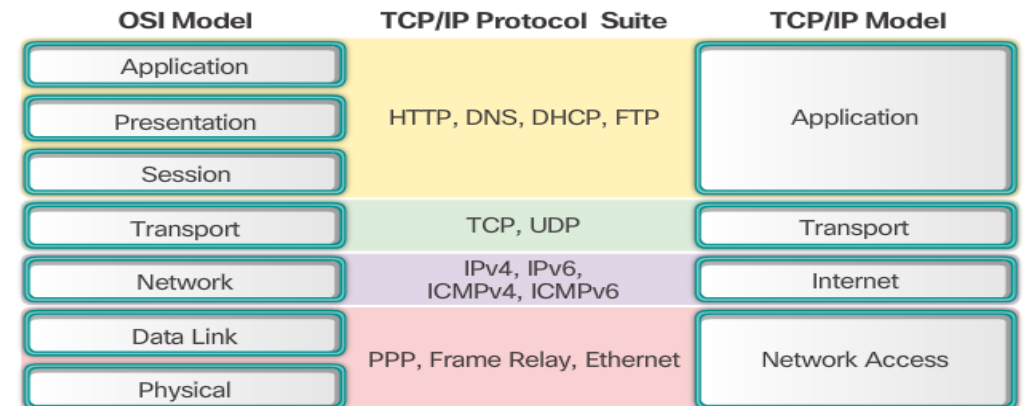 OSI Model
TCP/IP Protocol Suite
TCP/IP Model
Application
Presentation
Session
HTTP, DNS, DHCP, FTP
Application
Transport
TCP, UDP
Transport
Network
IPv4, IPv6,
ICMPv4, ICMPv6
Internet
Data Link
Physical
PPP, Frame Relay, Ethernet
Network Access